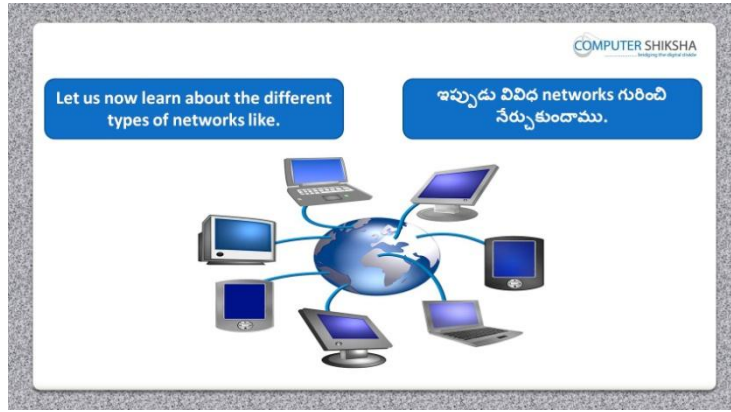 COMPUTER SHIKSHA
bridging the digital divide
Let us now learn about the different
types of networks like.
ఇప్పుడు వివిధ networks గురించి
నేర్చుకుందాము.